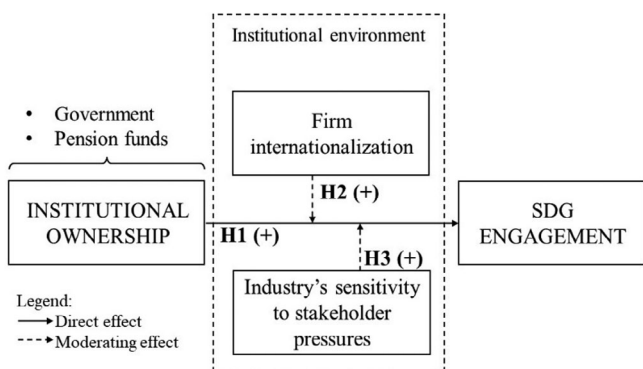 Institutional environment
• Government
• Pension funds
Firm
internationalization
H2 (+)
INSTITUTIONAL
OWNERSHIP
H1 (+)
SDG
ENGAGEMENT
H3 (+)
Industry's sensitivity
to stakeholder
pressures
Legend:
Direct effect
Moderating effect